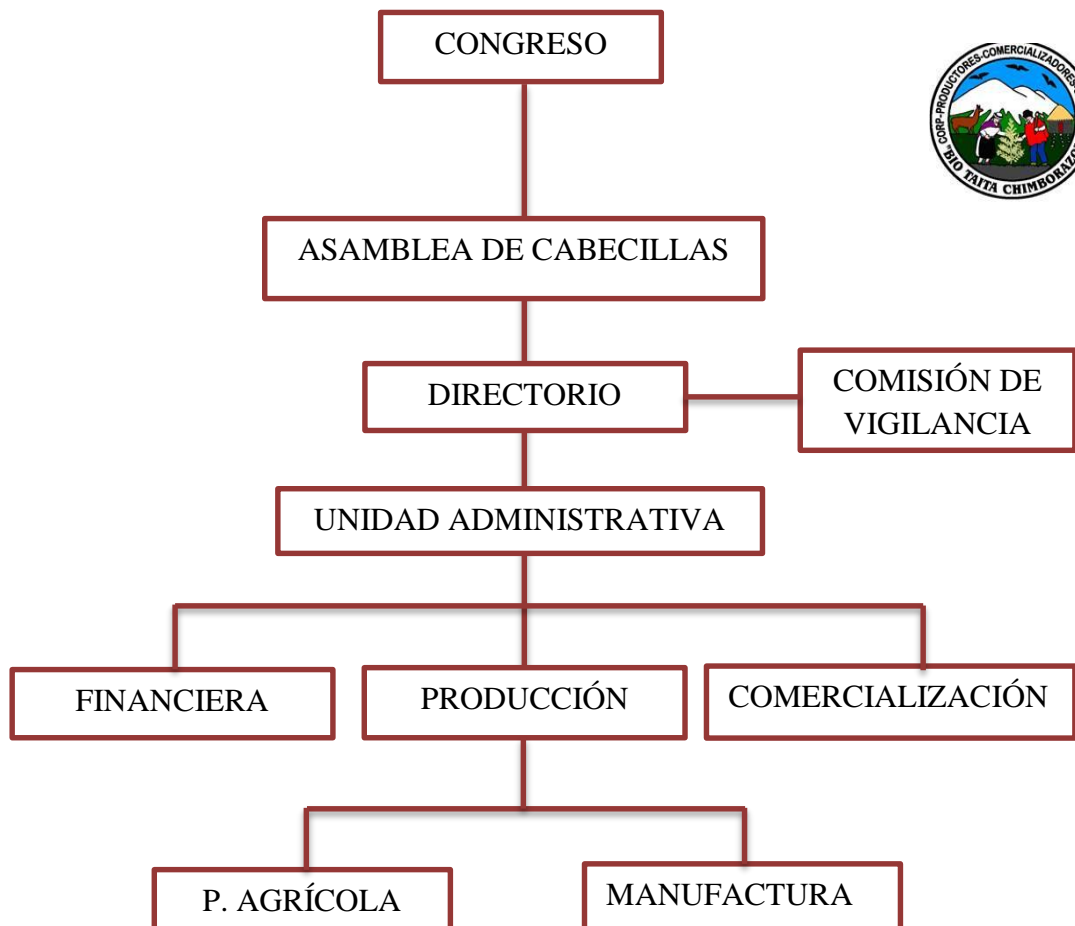 CONGRESO
CORP-PRODUCTORES-COMERCIALIZADORES-
"BIO TAITA CHIMBORAZO"
ASAMBLEA DE CABECILLAS
DIRECTORIO
COMISIÓN DE
VIGILANCIA
UNIDAD ADMINISTRATIVA
FINANCIERA
PRODUCCIÓN
COMERCIALIZACIÓN
P. AGRÍCOLA
MANUFACTURA